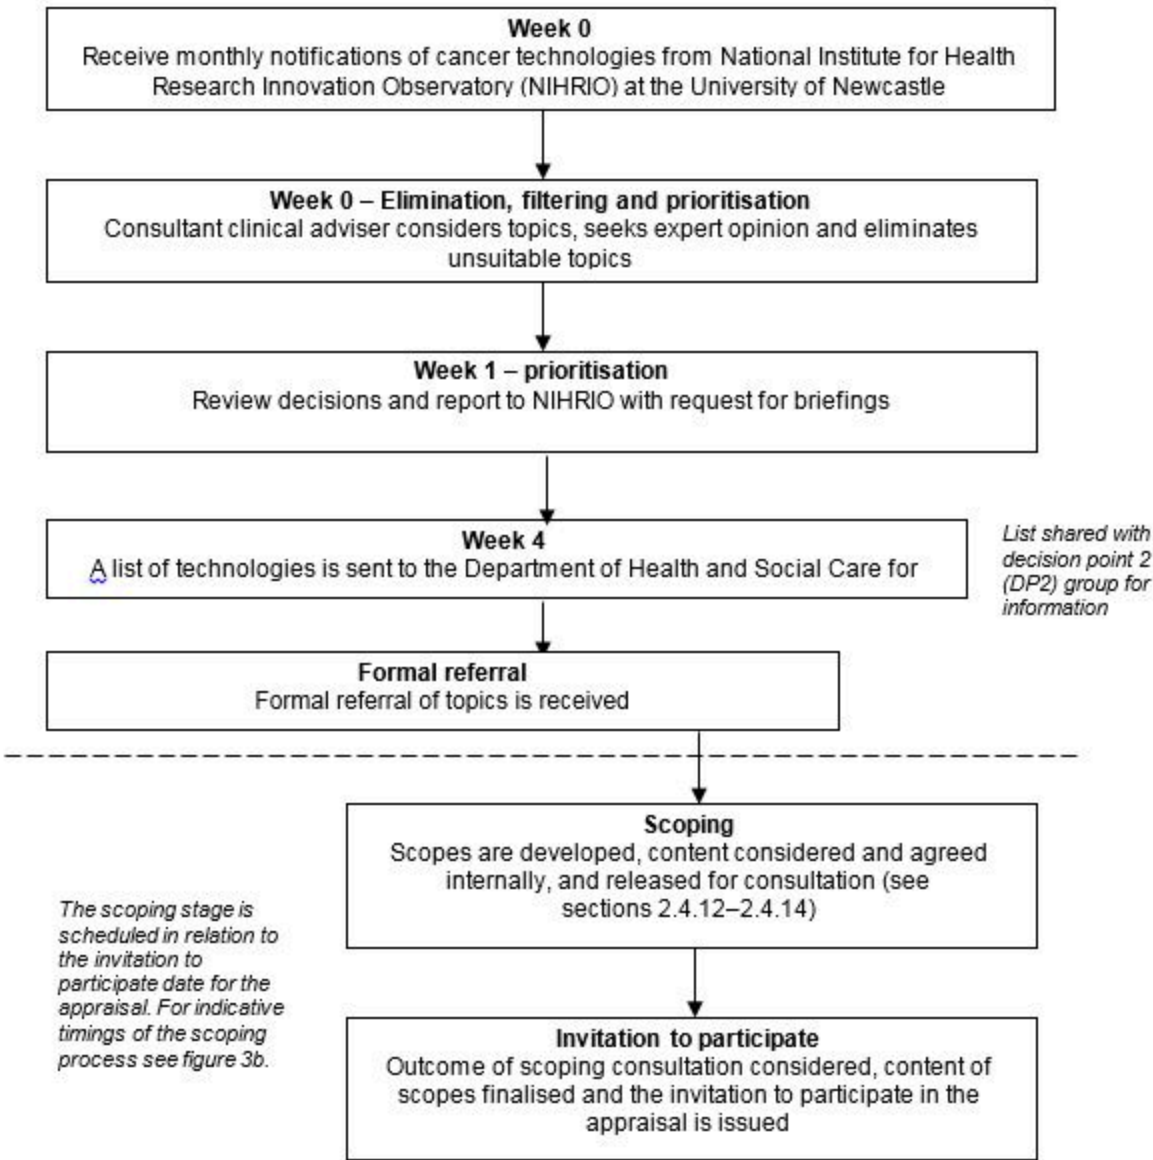 Week 0
Receive monthly notifications of cancer technologies from National Institute for Health
Research Innovation Observatory (NIHRIO) at the University of Newcastle
Week 0 – Elimination, filtering and prioritisation
Consultant clinical adviser considers topics, seeks expert opinion and eliminates
unsuitable topics
Week 1 – prioritisation
Review decisions and report to NIHRIO with request for briefings
Week 4
A list of technologies is sent to the Department of Health and Social Care for
List shared with
decision point 2
(DP2) group for
information
Formal referral
Formal referral of topics is received
Scoping
Scopes are developed, content considered and agreed
internally, and released for consultation (see
sections 2.4.12–2.4.14)
The scoping stage is
scheduled in relation to
the invitation to
participate date for the
appraisal. For indicative
timings of the scoping
process see figure 3b.
Invitation to participate
Outcome of scoping consultation considered, content of
scopes finalised and the invitation to participate in the
appraisal is issued